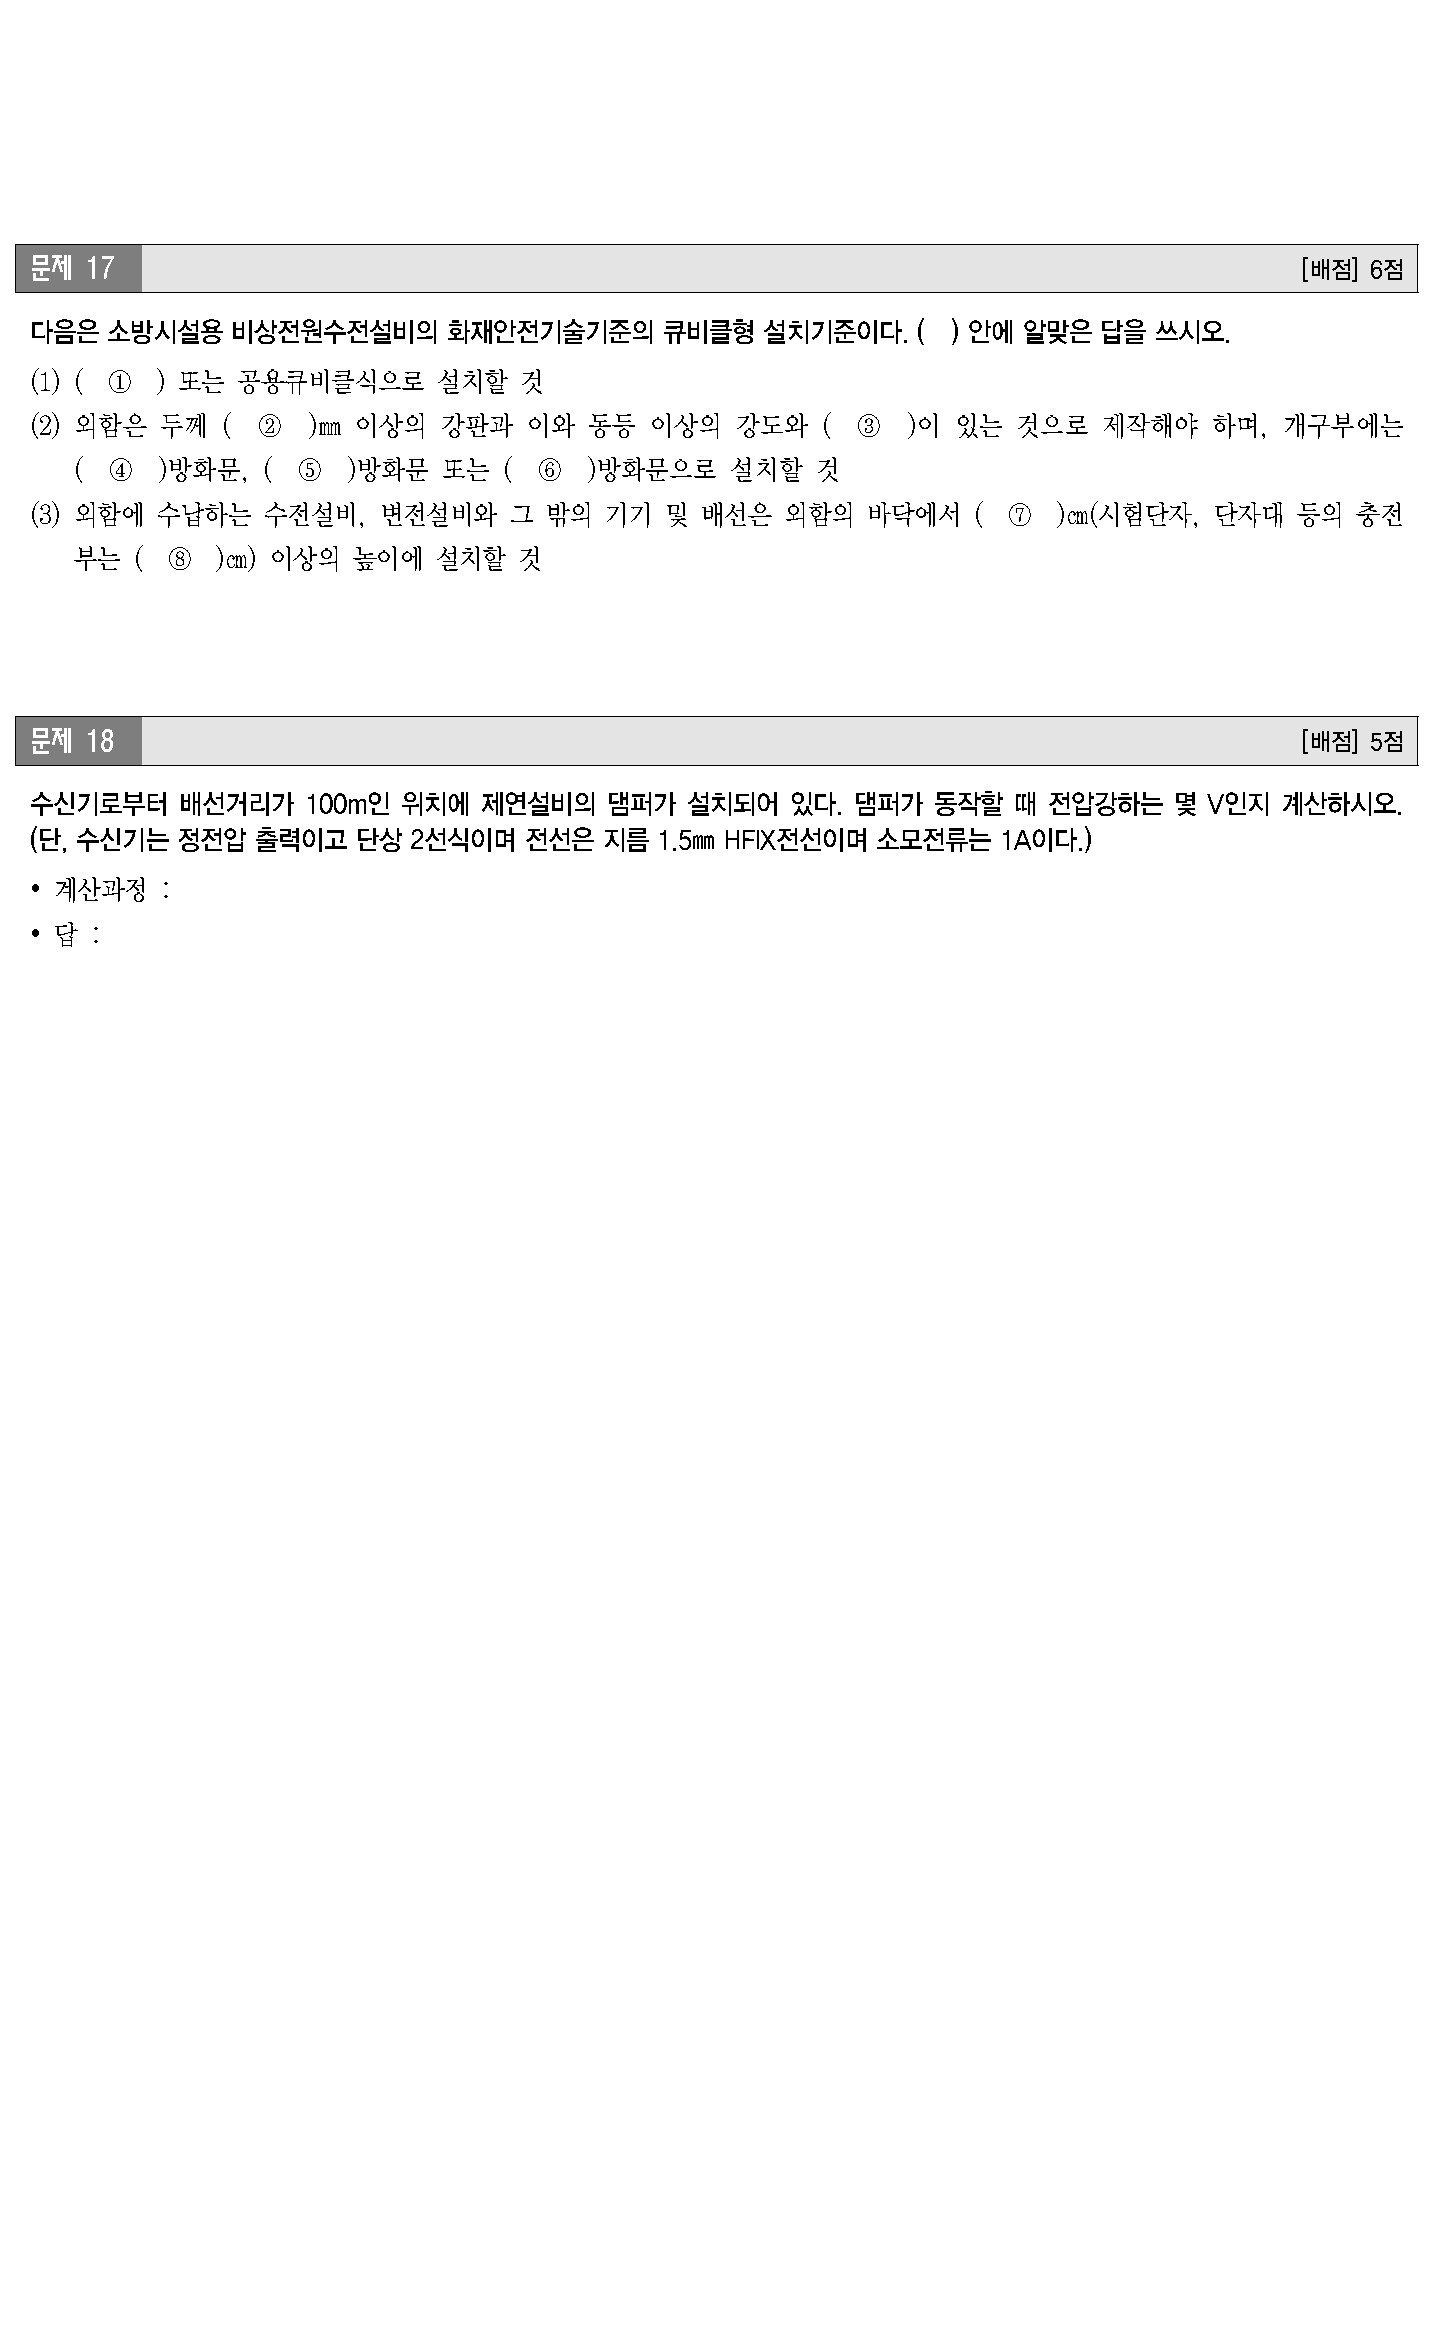 문제 17 [배점] 6점
다음은 소방시설용 비상전원수전설비의 화재안전기술기준의 큐비클형 설치기준이다. (   ) 안에 알맞은 답을 쓰시오.
(1) ( ① ) 또는 공용큐비클식으로 설치할 것
(2) 외함은 두께 ( ② )㎜ 이상의 강판과 이와 동등 이상의 강도와 ( ③ )이 있는 것으로 제작해야 하며, 개구부에는
( ④ )방화문, ( ⑤ )방화문 또는 ( ⑥ )방화문으로 설치할 것
(3) 외함에 수납하는 수전설비, 변전설비와 그 밖의 기기 및 배선은 외함의 바닥에서 ( ⑦ )㎝(시험단자, 단자대 등의 충전
부는 ( ⑧ )㎝) 이상의 높이에 설치할 것
문제 18 [배점] 5점
수신기로부터 배선거리가 100m인 위치에 제연설비의 댐퍼가 설치되어 있다. 댐퍼가 동작할 때 전압강하는 몇 V인지 계산하시오.
(단, 수신기는 정전압 출력이고 단상 2선식이며 전선은 지름 1.5㎜ HFIX전선이며 소모전류는 1A이다.)
• 계산과정 :
• 답 :